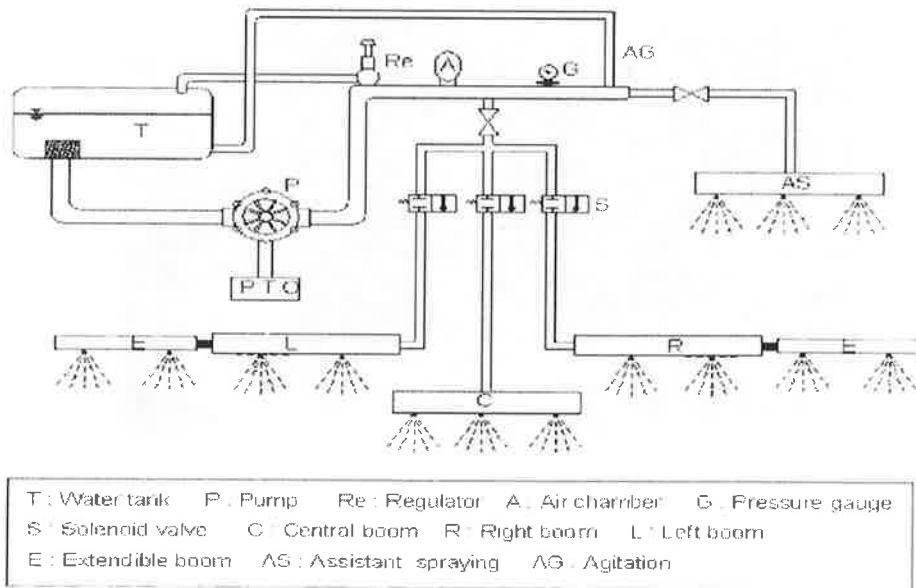 Re
A
G
AG
T
P
AS
S
PTO
E
L
R
E
C
T : Water tank P : Pump Re : Regulator A : Air chamber G : Pressure gauge
S : Solenoid valve C : Central boom R : Right boom L : Left boom
E : Extendible boom AS : Assistant spraying AG : Agitation